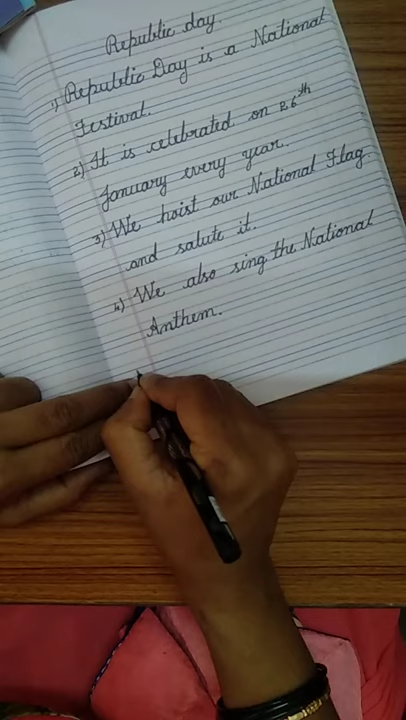 Republic day.
1) Republic Day is a National
Festival.
2) It is celebrated on 26th
January every year.
3) We hoist our National Flag
and salute it.
4) We also sing the National
Anthem.